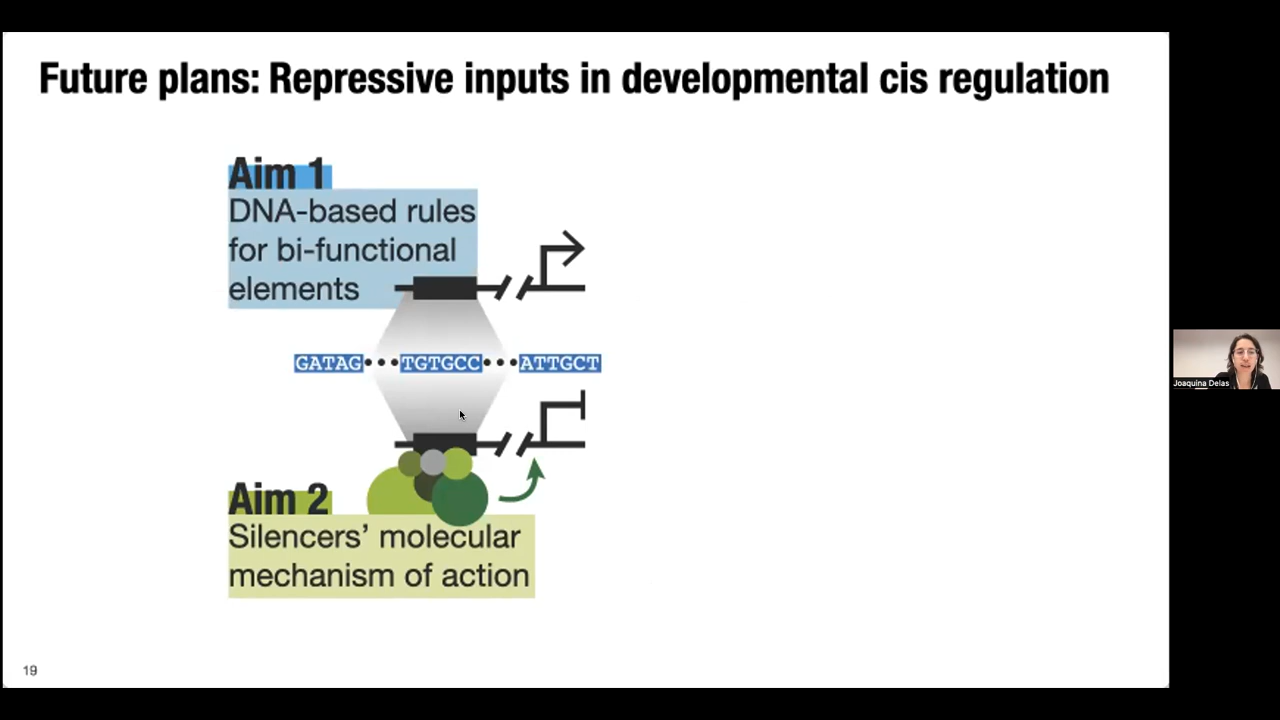 Future plans: Repressive inputs in developmental cis regulation
Aim 1
DNA-based rules
for bi-functional
elements
GATAG•••TGTGCC•••ATTGCT
Aim 2
Silencers’ molecular
mechanism of action
19
Joaquina Delas